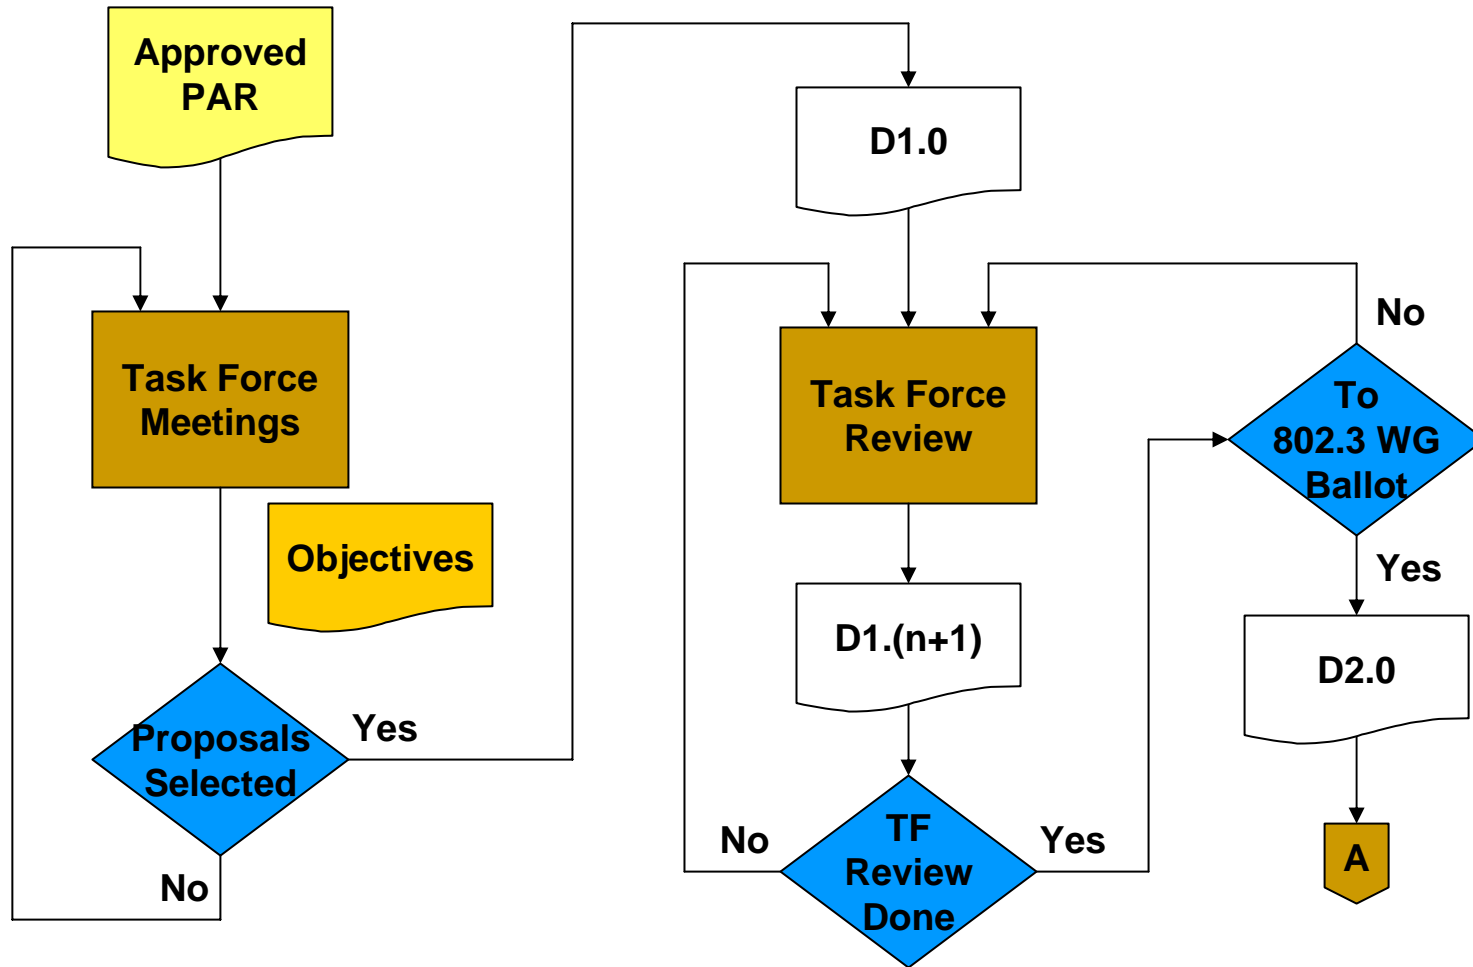 Approved
PAR
Task Force
Meetings
Objectives
Proposals
Selected
Yes
No
D1.0
Task Force
Review
D1.(n+1)
TF
Review
Done
No
Yes
To
802.3 WG
Ballot
No
Yes
D2.0
A